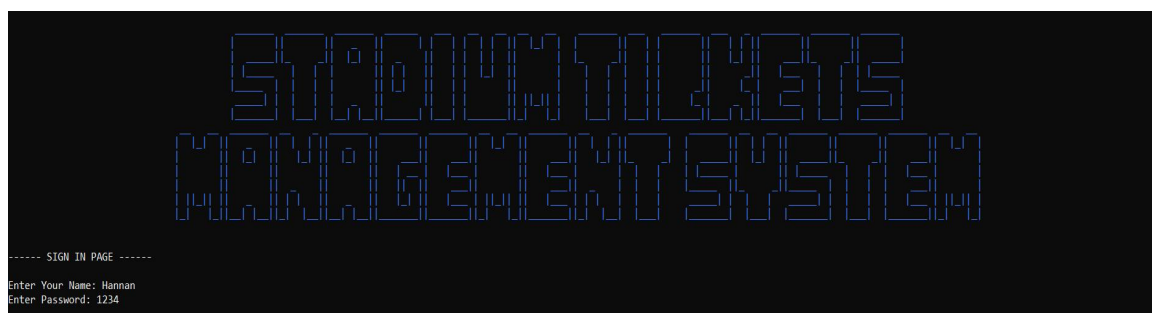 STADIUM TICKETS
MANAGEMENT SYSTEM
------ SIGN IN PAGE ------
Enter Your Name: Hannan
Enter Password: 1234